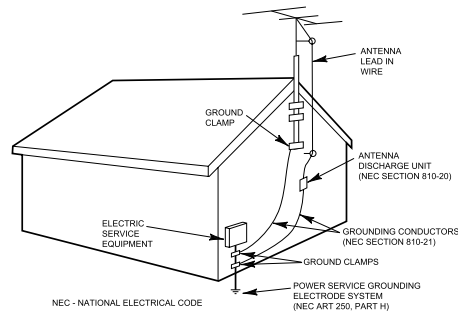 ANTENNA
LEAD IN
WIRE
GROUND
CLAMP
ANTENNA
DISCHARGE UNIT
(NEC SECTION 810-20)
ELECTRIC
SERVICE
EQUIPMENT
GROUNDING CONDUCTORS
(NEC SECTION 810-21)
GROUND CLAMPS
POWER SERVICE GROUNDING
ELECTRODE SYSTEM
(NEC ART 250, PART H)
NEC - NATIONAL ELECTRICAL CODE